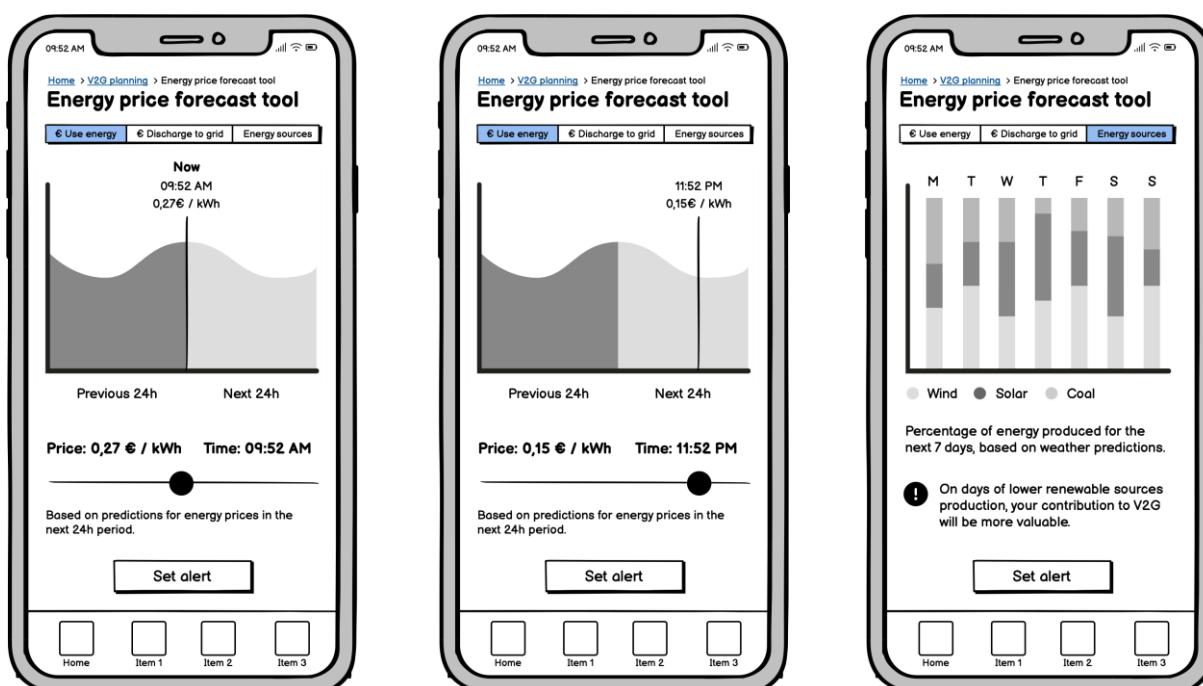 09:52 AM
Home > V2G planning > Energy price forecast tool
Energy price forecast tool
€ Use energy € Discharge to grid Energy sources
Now
09:52 AM
0,27€ / kWh
Previous 24h Next 24h
Price: 0,27 € / kWh Time: 09:52 AM
Based on predictions for energy prices in the
next 24h period.
Set alert
Home Item 1 Item 2 Item 3
09:52 AM
Home > V2G planning > Energy price forecast tool
Energy price forecast tool
€ Use energy € Discharge to grid Energy sources
11:52 PM
0,15€ / kWh
Previous 24h Next 24h
Price: 0,15 € / kWh Time: 11:52 PM
Based on predictions for energy prices in the
next 24h period.
Set alert
Home Item 1 Item 2 Item 3
09:52 AM
Home > V2G planning > Energy price forecast tool
Energy price forecast tool
€ Use energy € Discharge to grid Energy sources
M T W T F S S
Wind Solar Coal
Percentage of energy produced for the
next 7 days, based on weather predictions.
! On days of lower renewable sources
production, your contribution to V2G
will be more valuable.
Set alert
Home Item 1 Item 2 Item 3